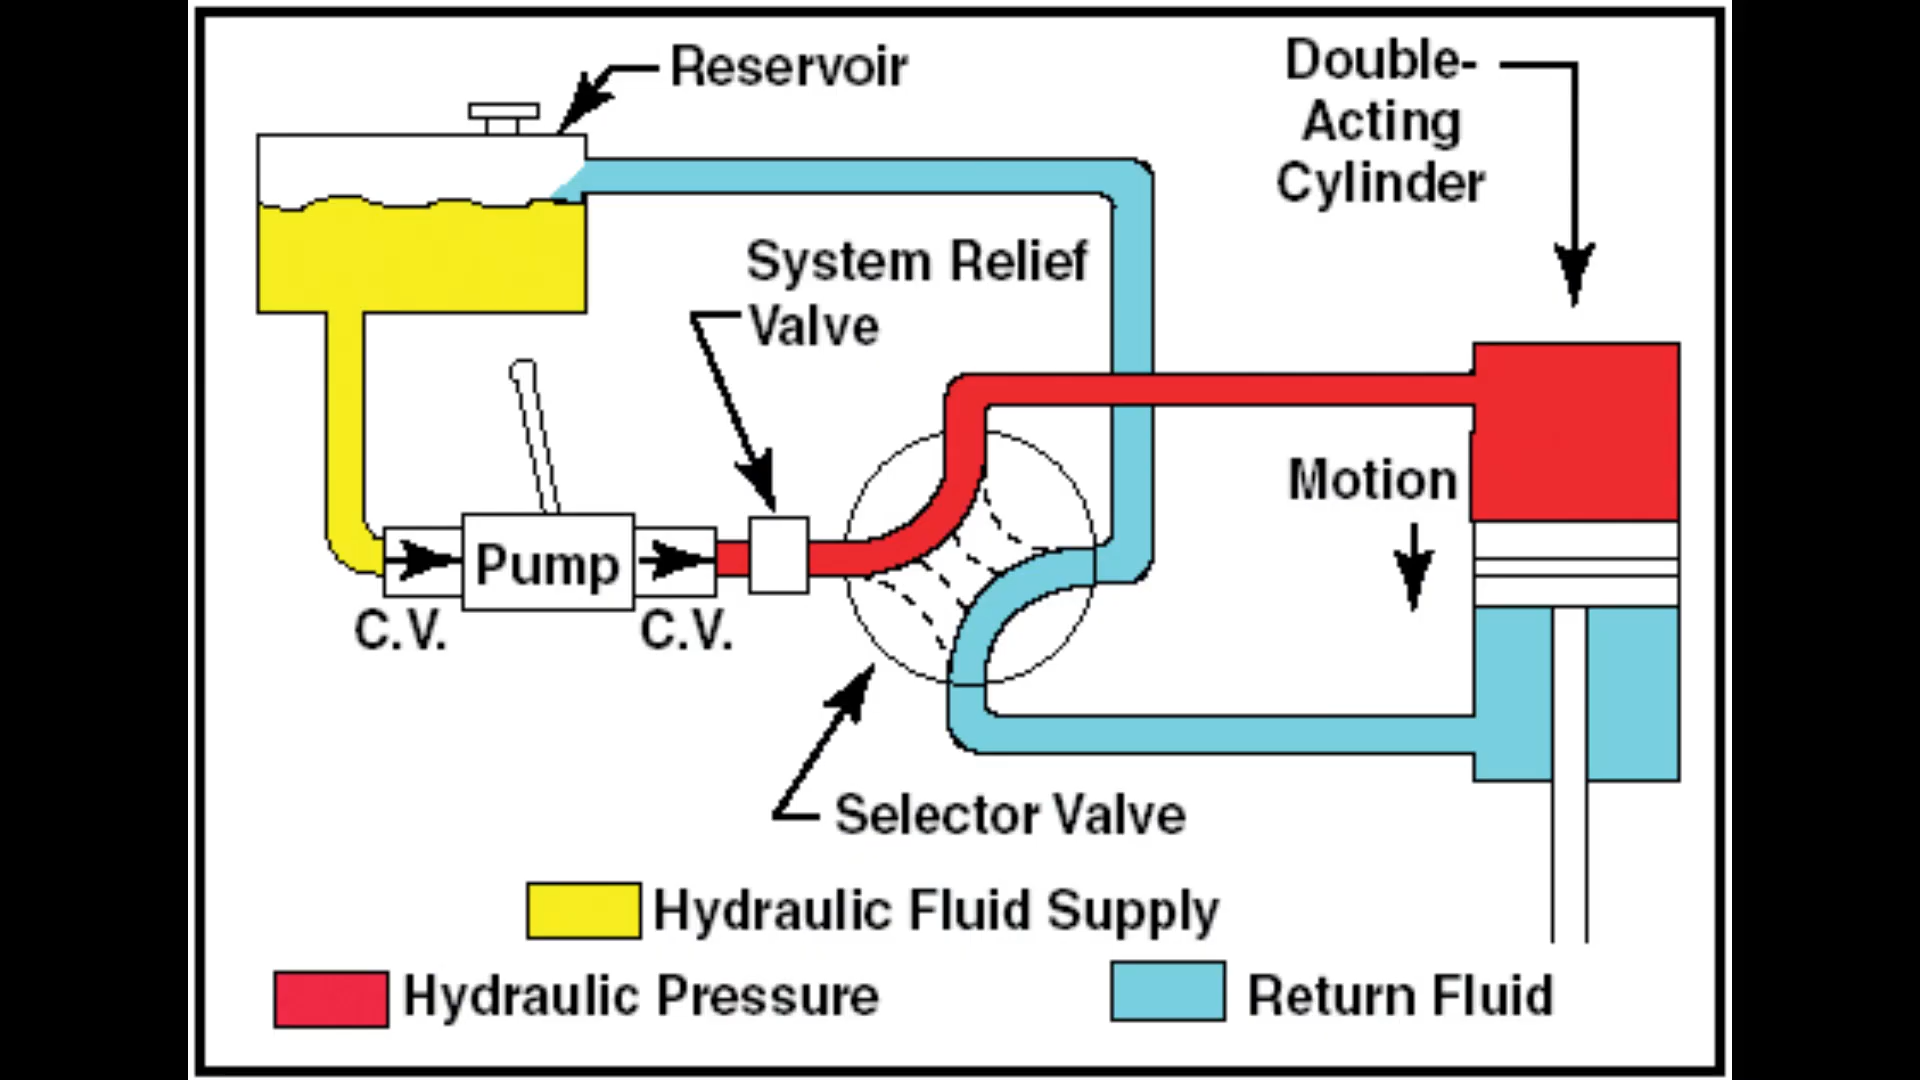 Reservoir
Double-
Acting
Cylinder
System Relief
Valve
Motion
Pump
C.V.
C.V.
Selector Valve
Hydraulic Fluid Supply
Hydraulic Pressure
Return Fluid